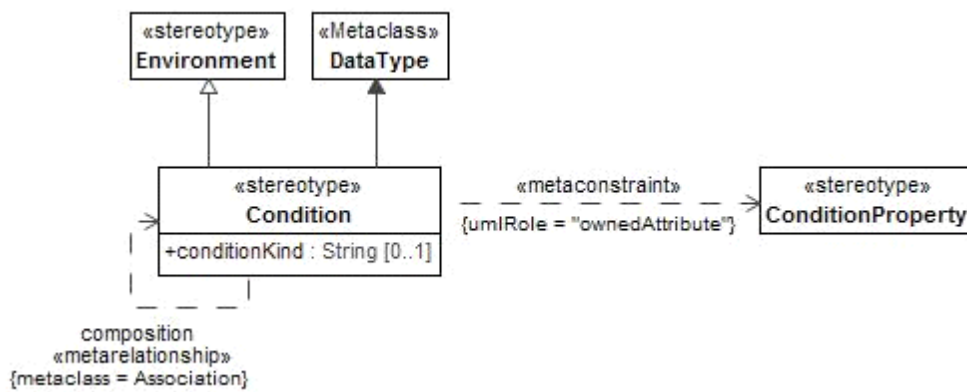 «stereotype»
Environment
«Metaclass»
DataType
«stereotype»
Condition
+conditionKind : String [0..1]
«metaconstraint»
{umlRole = "ownedAttribute"}
«stereotype»
ConditionProperty
composition
«metarelationship»
{metaclass = Association}